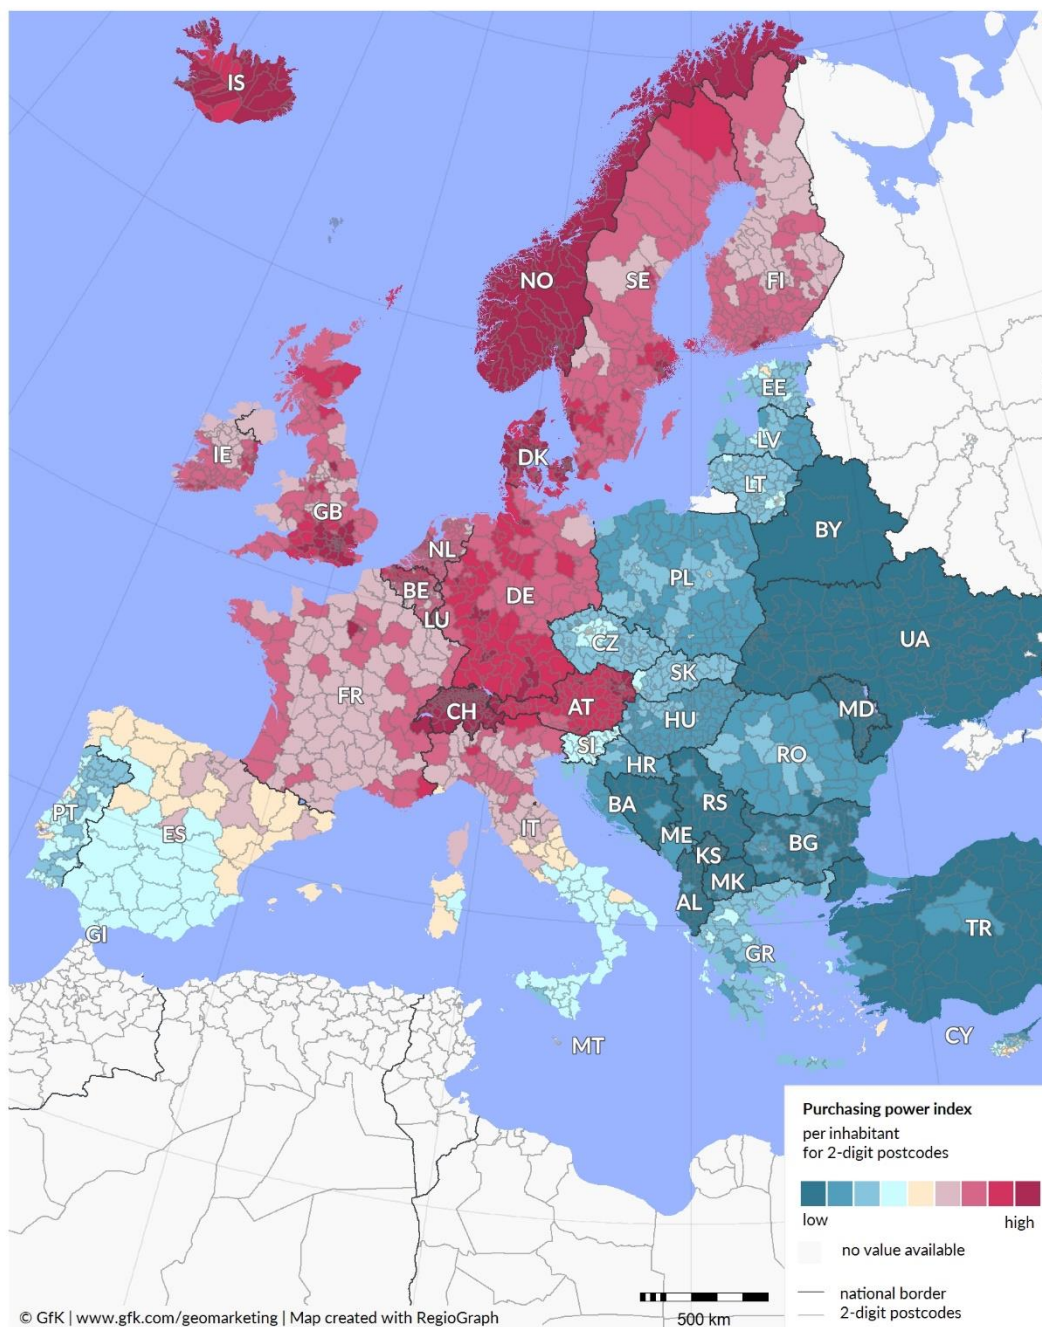 IS
NO
SE
FI
EE
LV
LT
DK
IE
GB
BY
NL
PL
BE
DE
LU
CZ
UA
SK
FR
CH
AT
HU
MD
SI
HR
RO
BA
RS
PT
ES
IT
ME
BG
KS
MK
AL
GI
GR
TR
MT
CY
Purchasing power index
per inhabitant
for 2-digit postcodes
low high
no value available
national border
2-digit postcodes
500 km
© GfK | www.gfk.com/geomarketing | Map created with RegioGraph